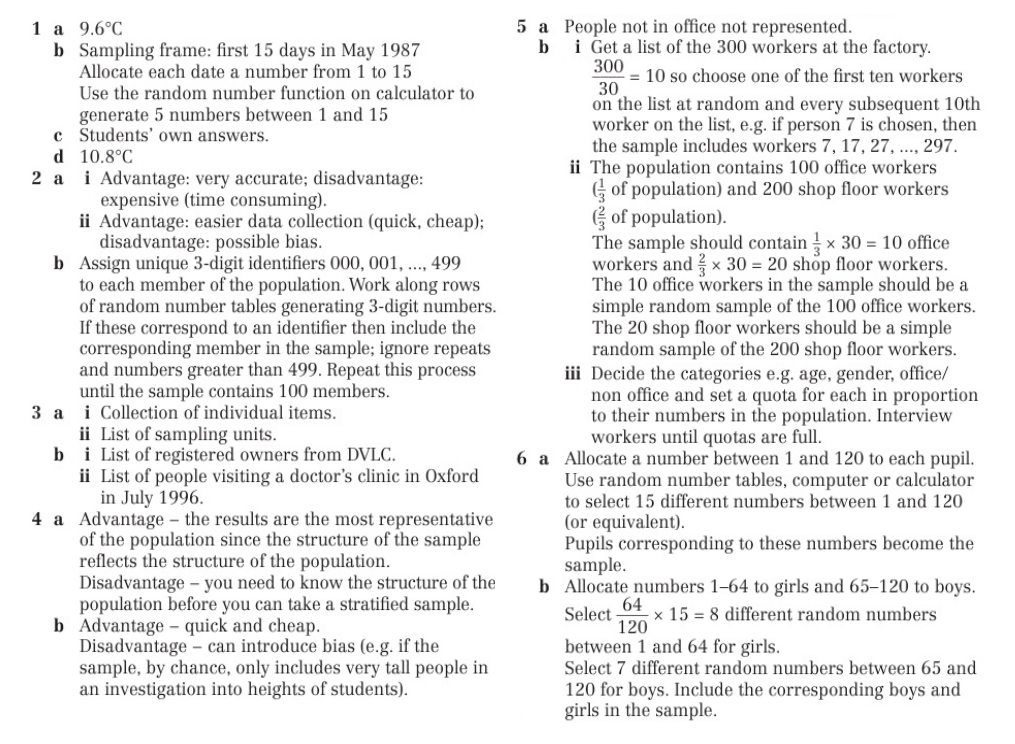 1 a 9.6°C
b Sampling frame: first 15 days in May 1987
Allocate each date a number from 1 to 15
Use the random number function on calculator to
generate 5 numbers between 1 and 15
c Students’ own answers.
d 10.8°C
2 a i Advantage: very accurate; disadvantage:
expensive (time consuming).
ii Advantage: easier data collection (quick, cheap);
disadvantage: possible bias.
b Assign unique 3-digit identifiers 000, 001, ..., 499
to each member of the population. Work along rows
of random number tables generating 3-digit numbers.
If these correspond to an identifier then include the
corresponding member in the sample; ignore repeats
and numbers greater than 499. Repeat this process
until the sample contains 100 members.
3 a i Collection of individual items.
ii List of sampling units.
b i List of registered owners from DVLC.
ii List of people visiting a doctor’s clinic in Oxford
in July 1996.
4 a Advantage – the results are the most representative
of the population since the structure of the sample
reflects the structure of the population.
Disadvantage – you need to know the structure of the
population before you can take a stratified sample.
b Advantage – quick and cheap.
Disadvantage – can introduce bias (e.g. if the
sample, by chance, only includes very tall people in
an investigation into heights of students).
5 a People not in office not represented.
b i Get a list of the 300 workers at the factory.
300/30 = 10 so choose one of the first ten workers
on the list at random and every subsequent 10th
worker on the list, e.g. if person 7 is chosen, then
the sample includes workers 7, 17, 27, ..., 297.
ii The population contains 100 office workers
(1/3 of population) and 200 shop floor workers
(2/3 of population).
The sample should contain 1/3 × 30 = 10 office
workers and 2/3 × 30 = 20 shop floor workers.
The 10 office workers in the sample should be a
simple random sample of the 100 office workers.
The 20 shop floor workers should be a simple
random sample of the 200 shop floor workers.
iii Decide the categories e.g. age, gender, office/
non office and set a quota for each in proportion
to their numbers in the population. Interview
workers until quotas are full.
6 a Allocate a number between 1 and 120 to each pupil.
Use random number tables, computer or calculator
to select 15 different numbers between 1 and 120
(or equivalent).
Pupils corresponding to these numbers become the
sample.
b Allocate numbers 1–64 to girls and 65–120 to boys.
Select 64/120 × 15 = 8 different random numbers
between 1 and 64 for girls.
Select 7 different random numbers between 65 and
120 for boys. Include the corresponding boys and
girls in the sample.